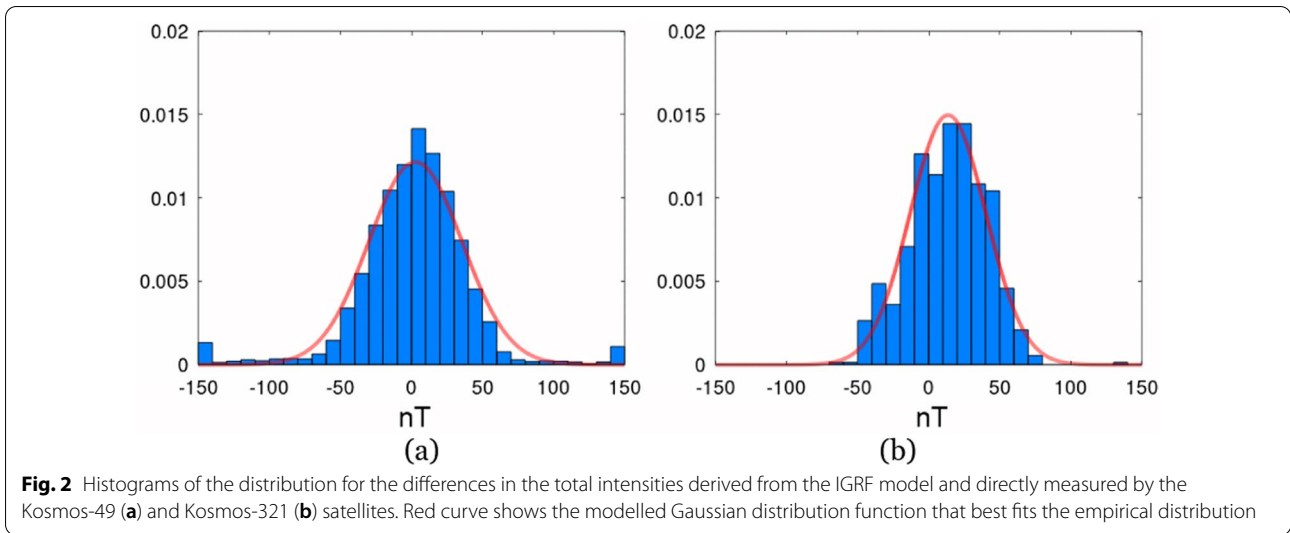 0.02
0.015
0.01
0.005
0
-150 -100 -50 0 50 100 150
nT
(a)
0.02
0.015
0.01
0.005
0
-150 -100 -50 0 50 100 150
nT
(b)
Fig. 2 Histograms of the distribution for the differences in the total intensities derived from the IGRF model and directly measured by the
Kosmos-49 (a) and Kosmos-321 (b) satellites. Red curve shows the modelled Gaussian distribution function that best fits the empirical distribution